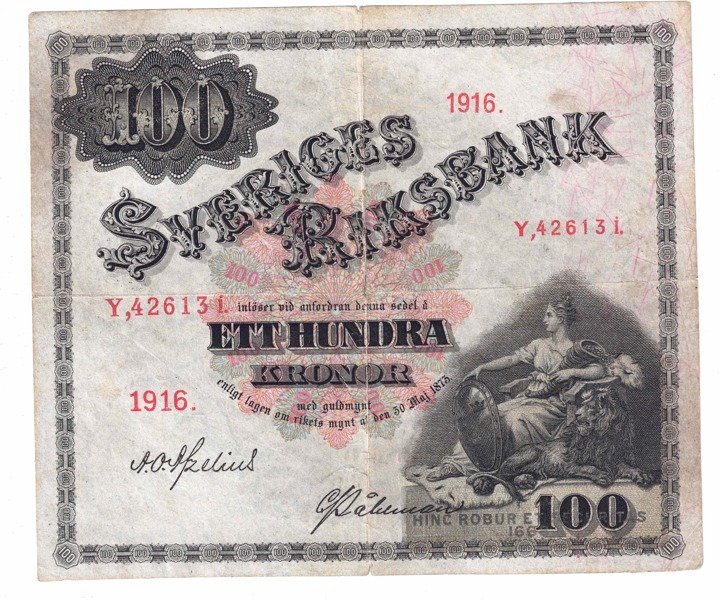 100
1916.
SVERIGES
RIKSBANK
Y,42613 i.
100 100
Y,42613 i. inlöser vid anfordran denna sedel å
ETT HUNDRA
KRONOR
med guldmynt
enligt lagen om rikets mynt af den 30 Maj 1873
1916.
HINC ROBUR E
100